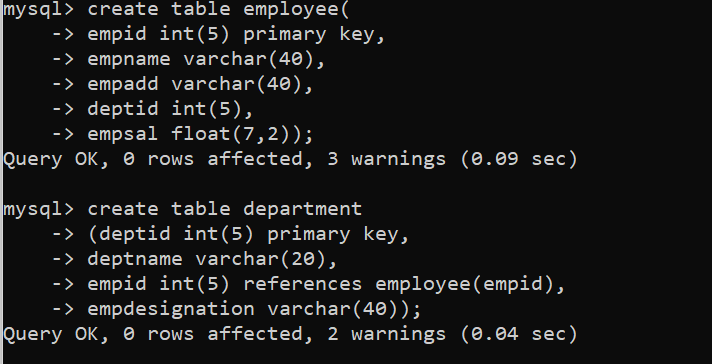 mysql> create table employee(
    -> empid int(5) primary key,
    -> empname varchar(40),
    -> empadd varchar(40),
    -> deptid int(5),
    -> empsal float(7,2));
Query OK, 0 rows affected, 3 warnings (0.09 sec)

mysql> create table department
    -> (deptid int(5) primary key,
    -> deptname varchar(20),
    -> empid int(5) references employee(empid),
    -> empdesignation varchar(40));
Query OK, 0 rows affected, 2 warnings (0.04 sec)